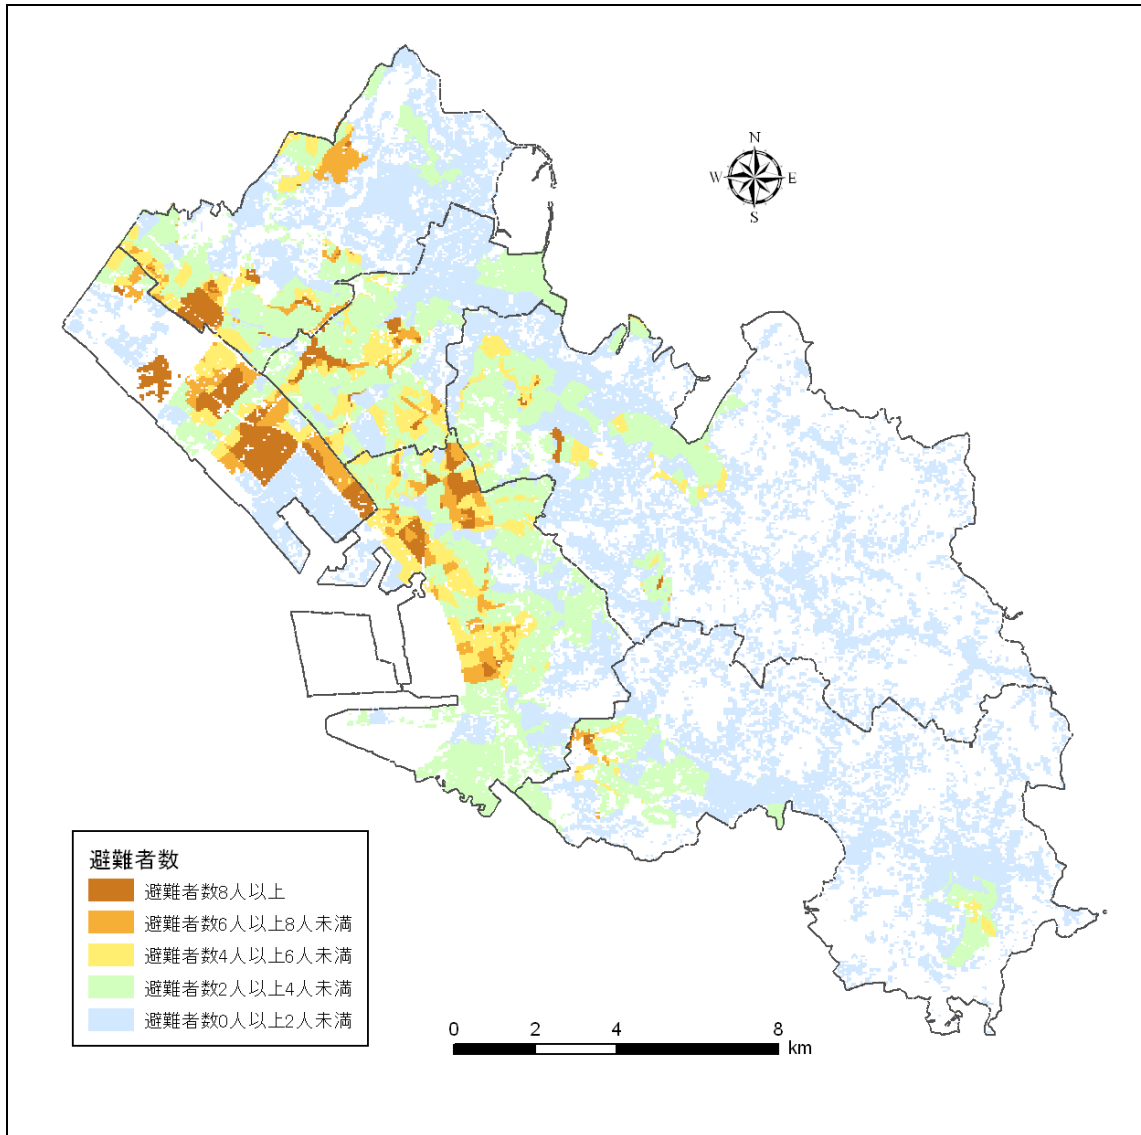 N
W E
S
避難者数
避難者数8人以上
避難者数6人以上8人未満
避難者数4人以上6人未満
避難者数2人以上4人未満
避難者数0人以上2人未満
0 2 4 8
km